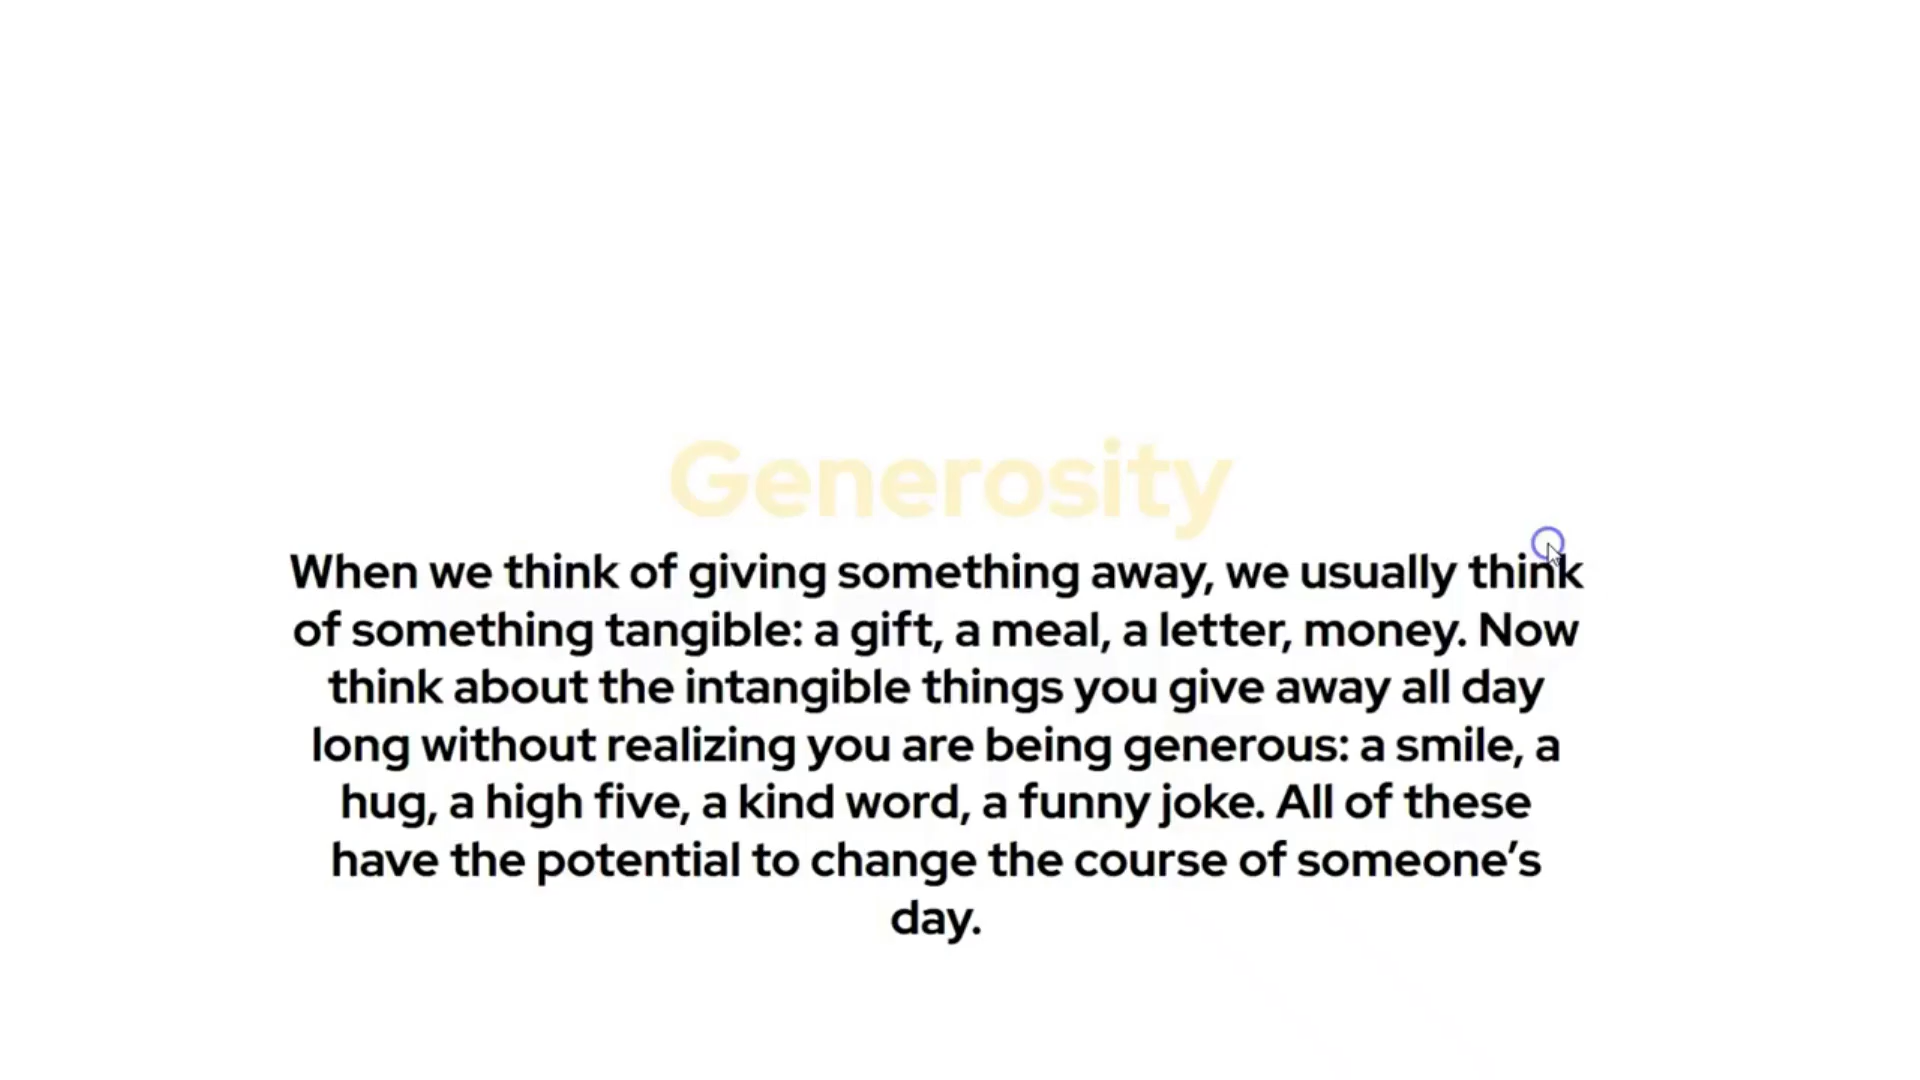 Generosity
When we think of giving something away, we usually think
of something tangible: a gift, a meal, a letter, money. Now
think about the intangible things you give away all day
long without realizing you are being generous: a smile, a
hug, a high five, a kind word, a funny joke. All of these
have the potential to change the course of someone’s
day.